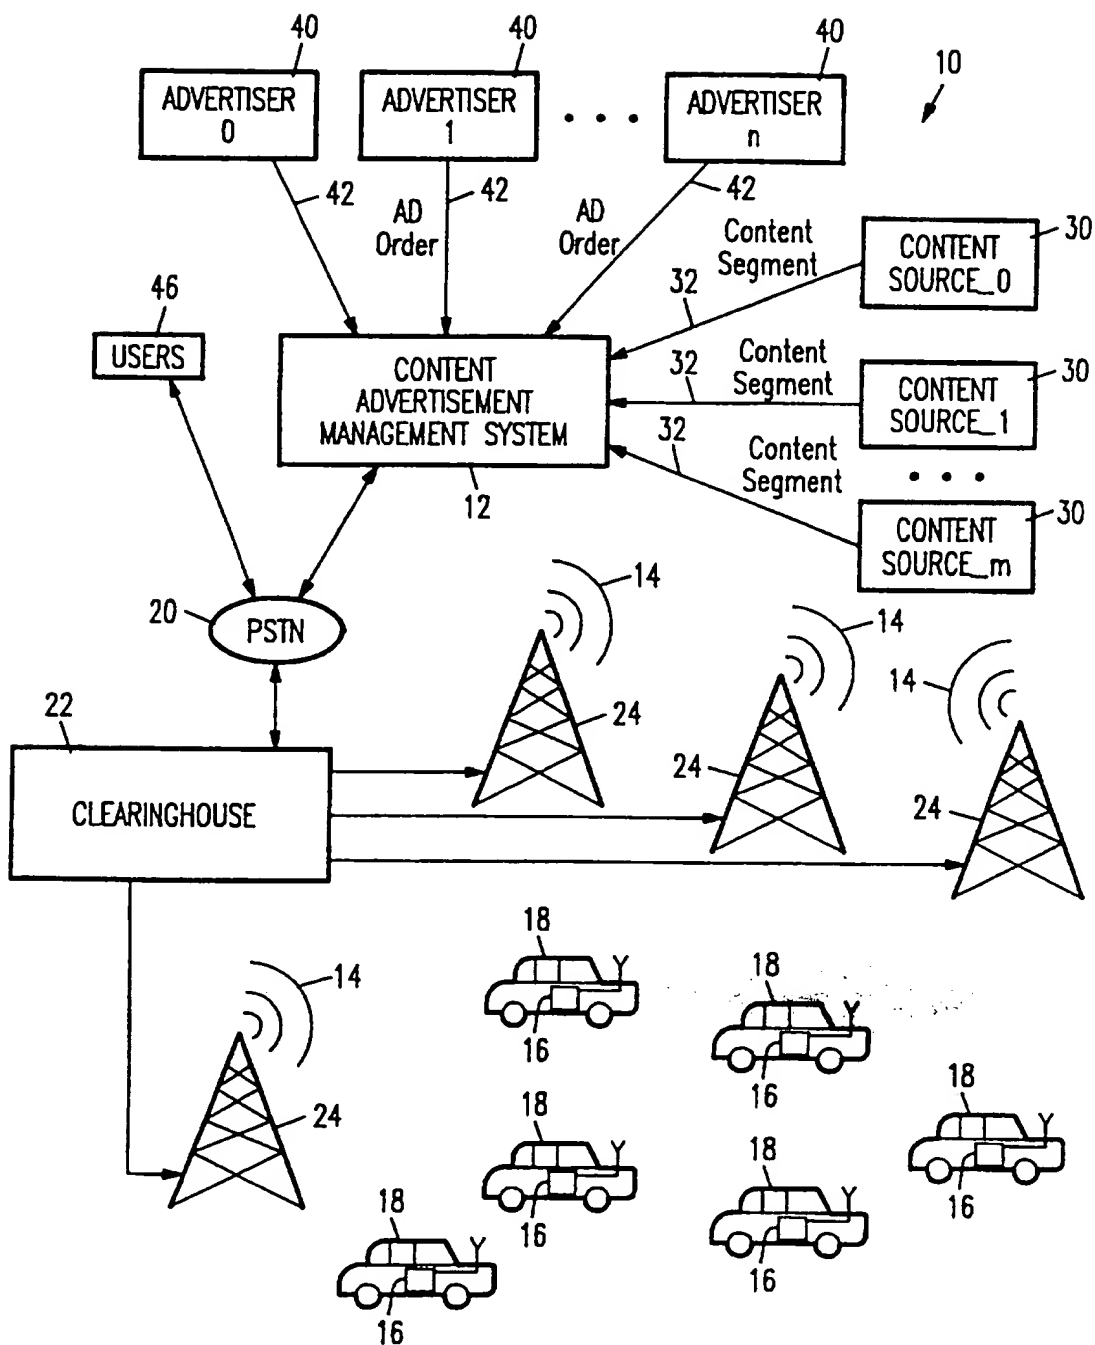 40
40
40
10
ADVERTISER
0
ADVERTISER
1
• • •
ADVERTISER
n
42
42
42
AD
Order
AD
Order
Content
Segment
32
CONTENT
SOURCE_0
30
46
USERS
CONTENT
ADVERTISEMENT
MANAGEMENT SYSTEM
12
Content
Segment
32
CONTENT
SOURCE_1
30
• • •
Content
Segment
32
CONTENT
SOURCE_m
30
20
PSTN
14
14
14
22
CLEARINGHOUSE
24
24
24
14
24
18
16
18
16
18
16
18
16
18
16
18
16